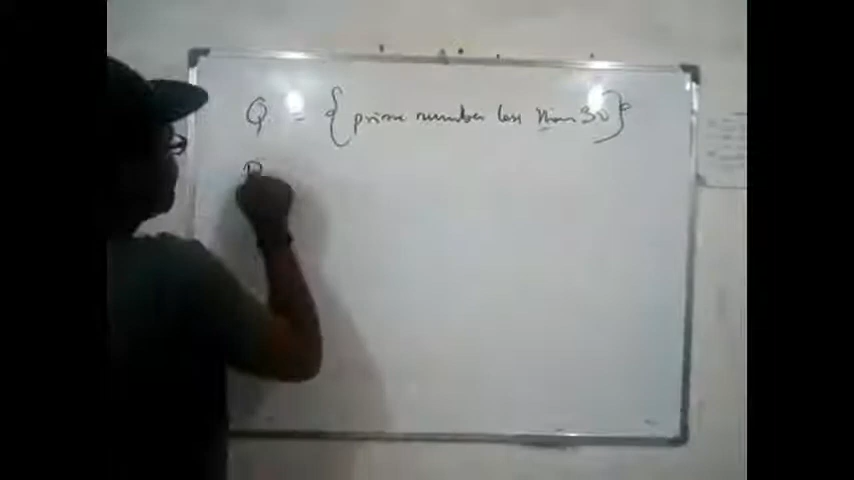 Q = {prime number less than 30}